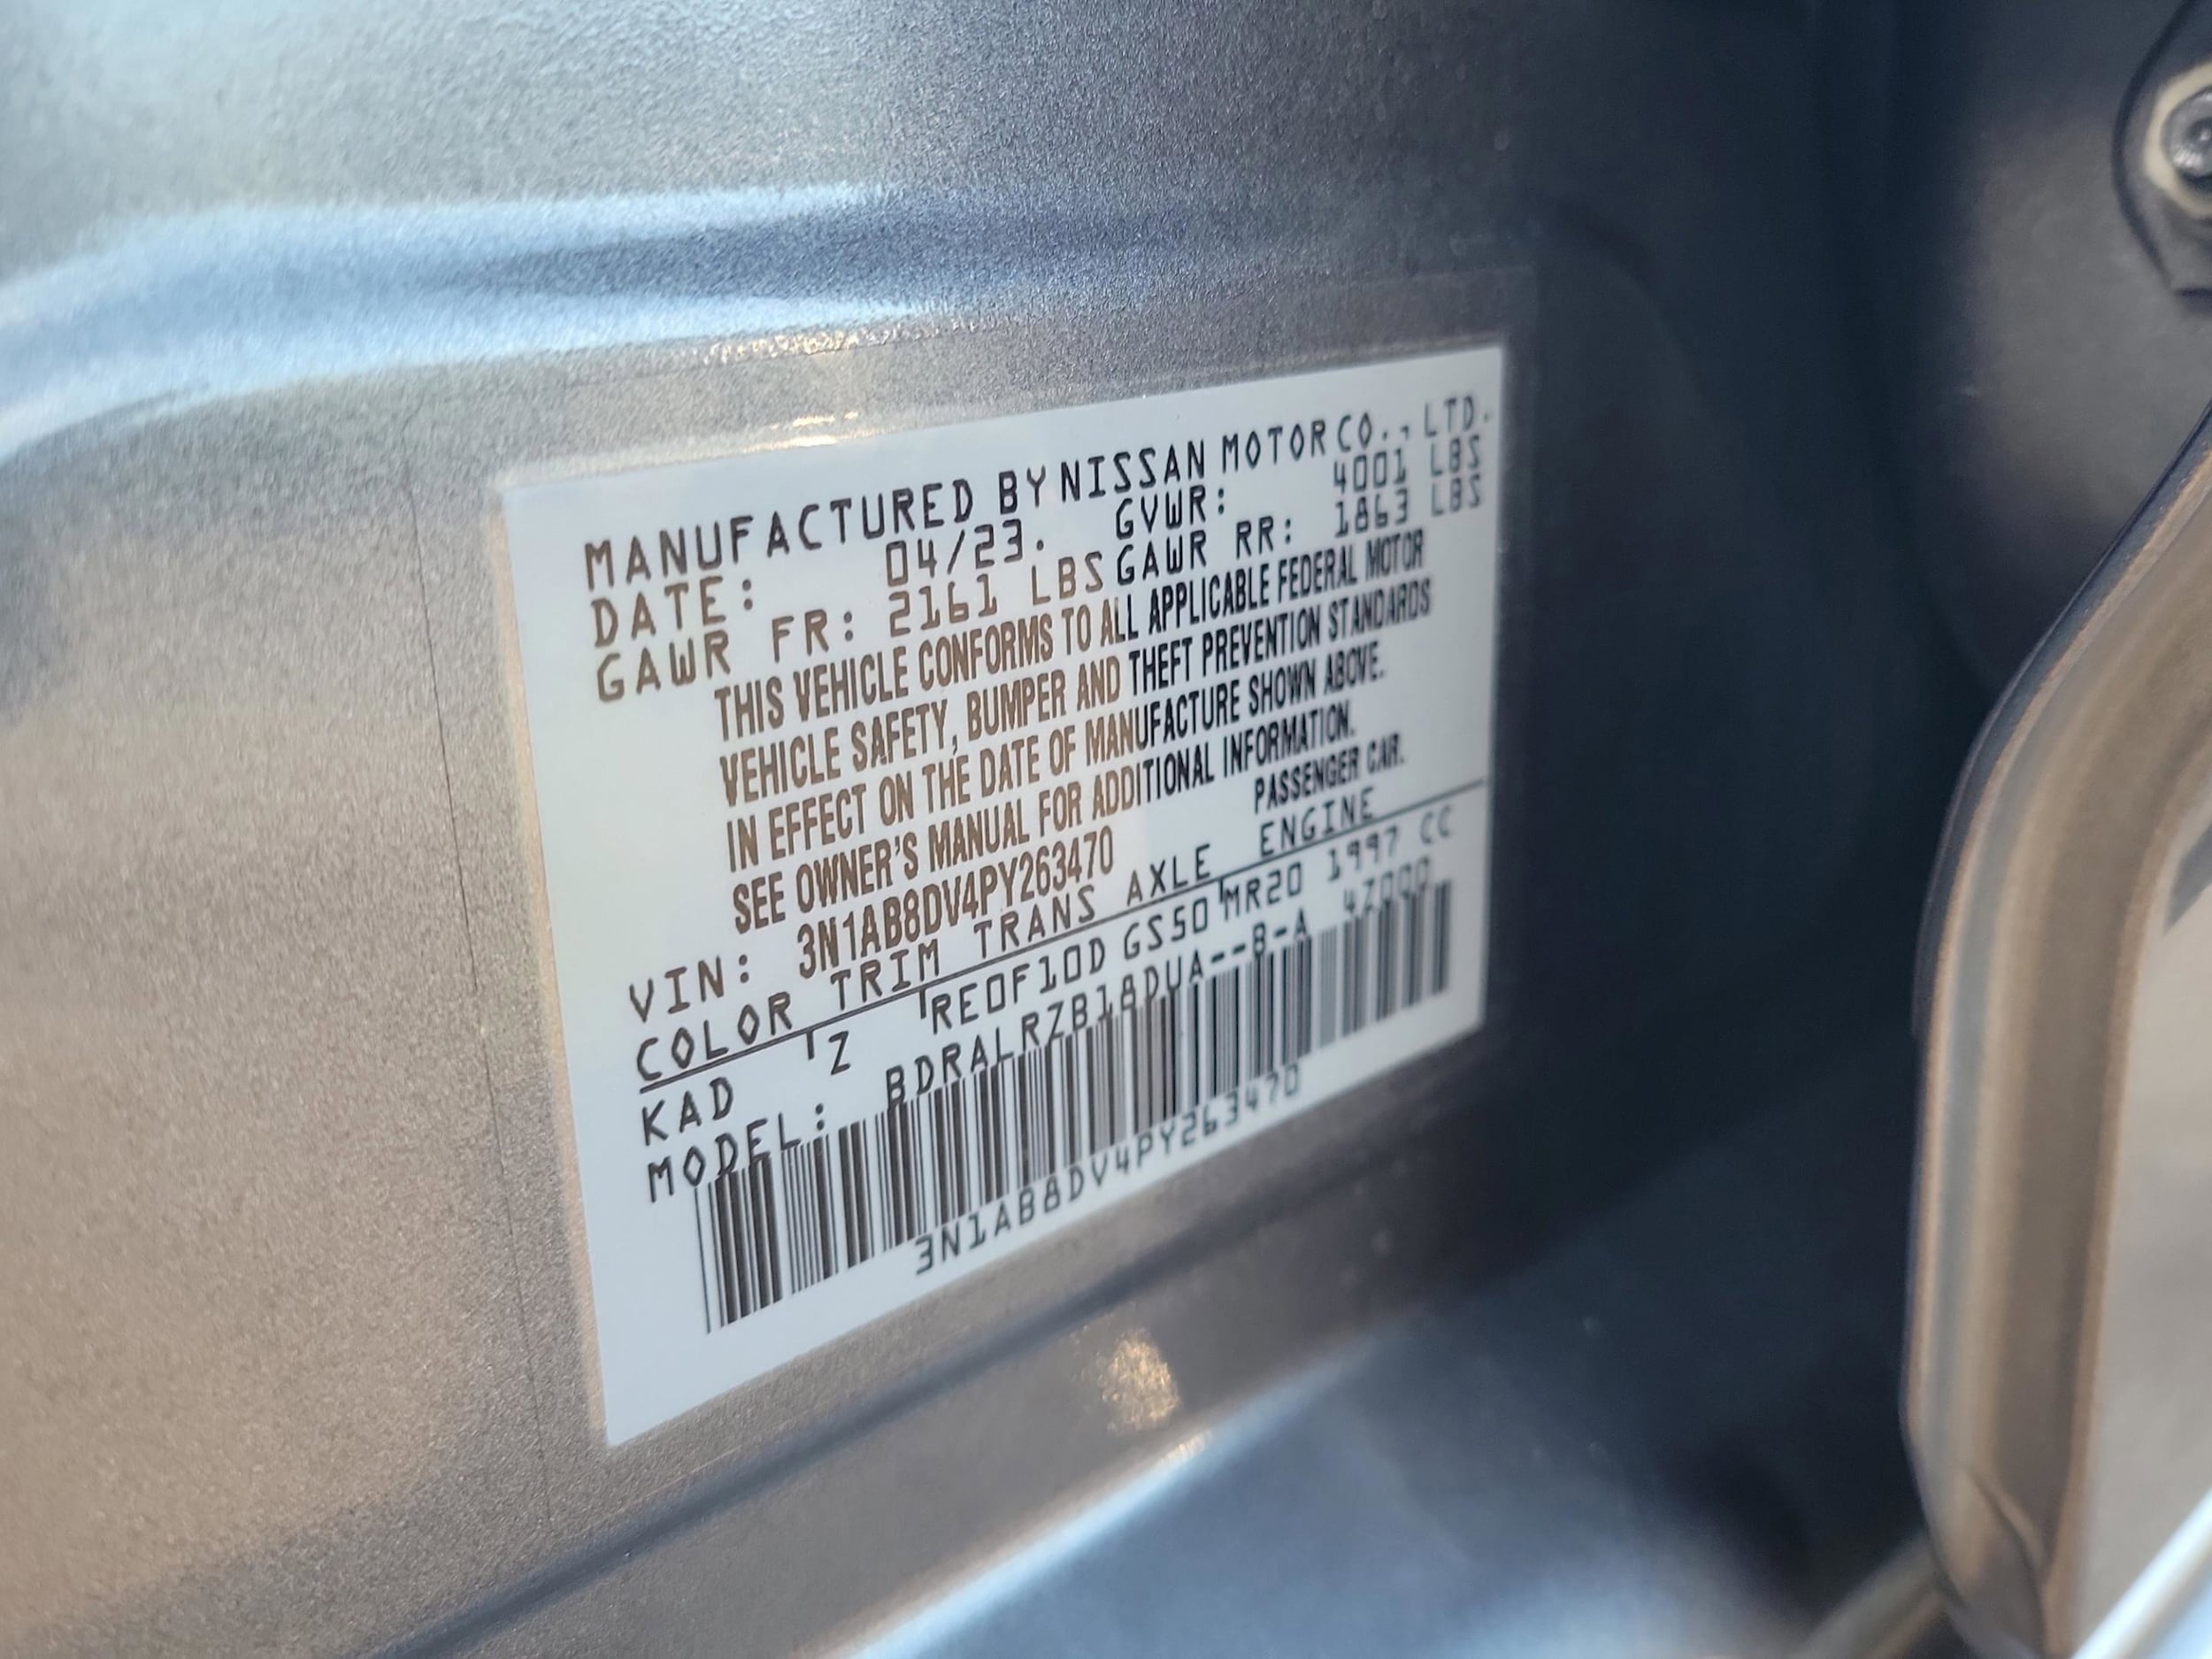 MANUFACTURED BY NISSAN MOTOR CO., LTD.
DATE: 04/23. GVWR: 4001 LBS
GAWR FR: 2161 LBS GAWR RR: 1863 LBS
THIS VEHICLE CONFORMS TO ALL APPLICABLE FEDERAL MOTOR
VEHICLE SAFETY, BUMPER AND THEFT PREVENTION STANDARDS
IN EFFECT ON THE DATE OF MANUFACTURE SHOWN ABOVE.
SEE OWNER'S MANUAL FOR ADDITIONAL INFORMATION.
VIN: 3N1AB8DV4PY263470 PASSENGER CAR.
COLOR TRIM TRANS AXLE ENGINE
KAD Z RE0F10D GS50 MR20 1997 CC
MODEL: BDRALRZB18DUA--B-A 4Z000
3N1AB8DV4PY263470